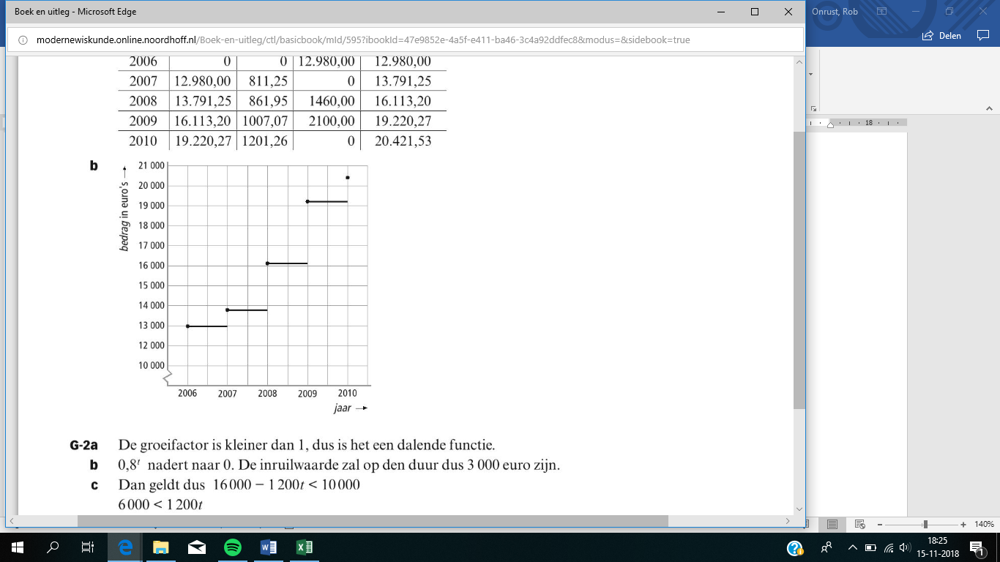 Boek en uitleg - Microsoft Edge
Onrust, Rob
modernewiskunde.online.noordhoff.nl/Boek-en-uitleg/ctl/basicbook/mId/595?ibookId=47e9852e-4a5f-e411-ba46-3c4a92ddfec8&modus=&sidebook=true
Delen
2006 0 0 12.980,00 12.980,00
2007 12.980,00 811,25 0 13.791,25
2008 13.791,25 861,95 1460,00 16.113,20
2009 16.113,20 1007,07 2100,00 19.220,27
2010 19.220,27 1201,26 0 20.421,53
18
b
bedrag in euro's →
21 000
20 000
19 000
18 000
17 000
16 000
15 000
14 000
13 000
12 000
10 000
2006 2007 2008 2009 2010
jaar →
G-2a De groeifactor is kleiner dan 1, dus is het een dalende functie.
b 0,8ᵗ nadert naar 0. De inruilwaarde zal op den duur dus 3 000 euro zijn.
c Dan geldt dus 16 000 − 1 200t < 10 000
6 000 < 1 200t
140%
18:25
15-11-2018
1